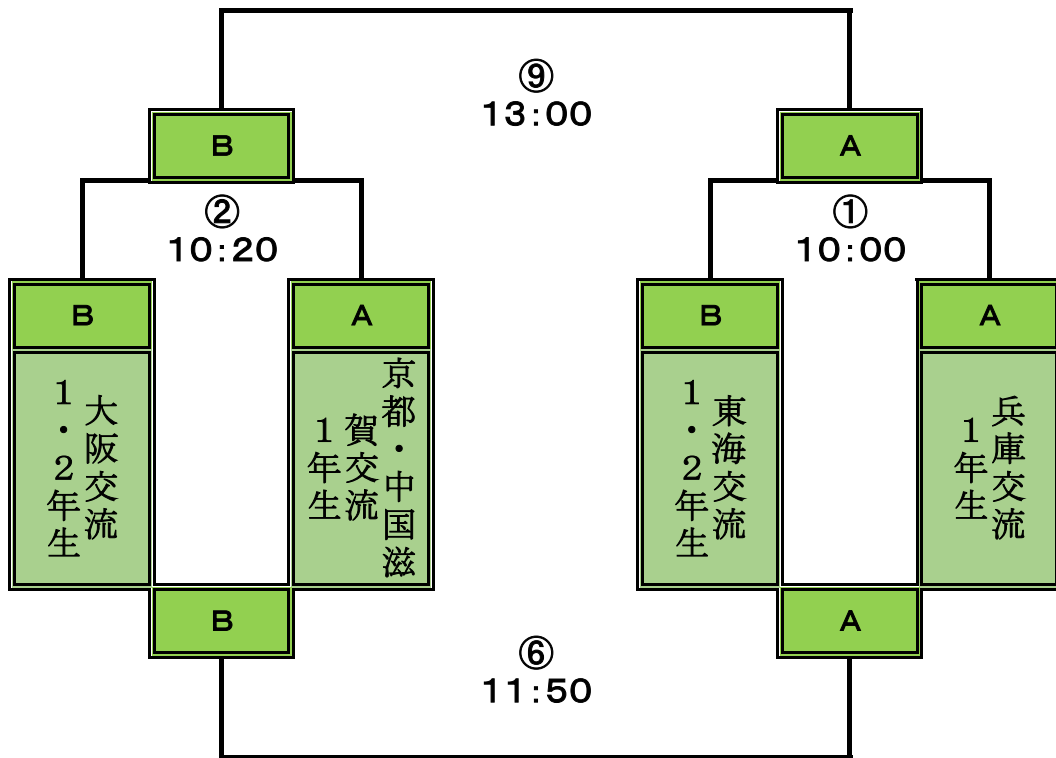 ⑨
13:00
B
A
②
10:20
①
10:00
B
A
B
A
大阪交流
1・2年生
京都・中国滋
賀交流
1年生
東海交流
1・2年生
兵庫交流
1年生
B
A
⑥
11:50